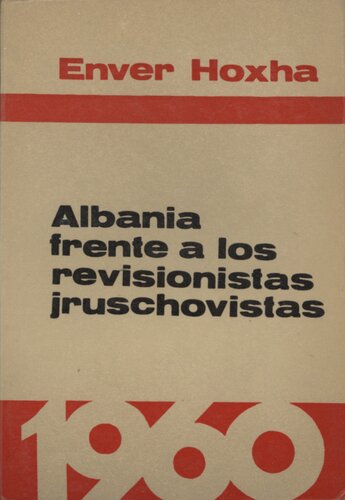 Enver Hoxha
Albania
frente a los
revisionistas
jruschovistas
1960